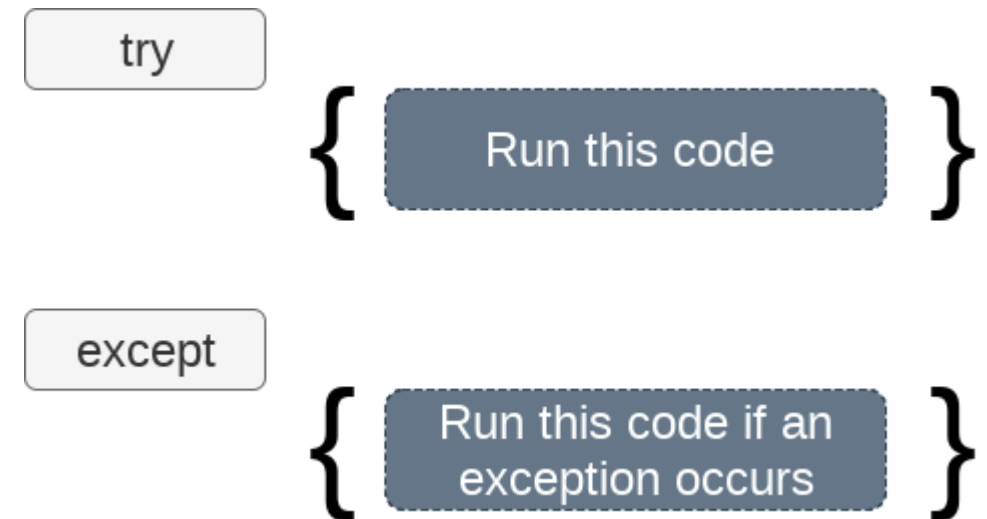 try
{ Run this code }
except
{ Run this code if an
exception occurs }